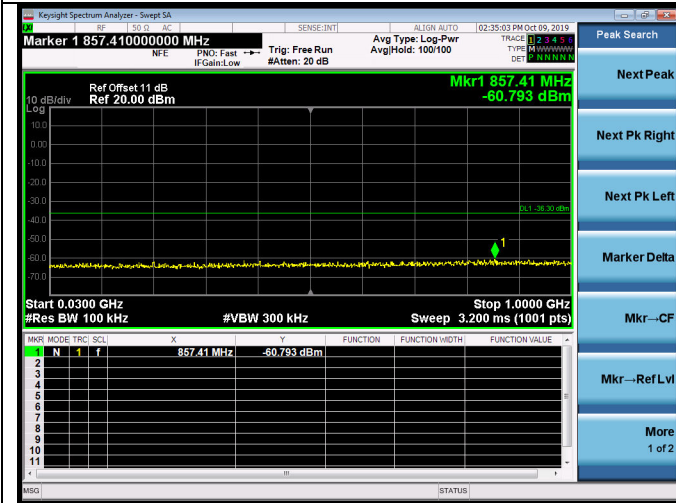 Keysight Spectrum Analyzer - Swept SA
RF 50 Ω AC SENSE:INT ALIGN AUTO 02:35:03 PM Oct 09, 2019
Marker 1 857.410000000 MHz
NFE PNO: Fast Trig: Free Run
IFGain:Low #Atten: 20 dB
Avg Type: Log-Pwr
Avg|Hold: 100/100
TRACE 1 2 3 4 5 6
TYPE M W W W W W
DET P N N N N N
Peak Search
Next Peak
Next Pk Right
Next Pk Left
Marker Delta
Mkr→CF
Mkr→Ref Lvl
More
1 of 2
Mkr1 857.41 MHz
-60.793 dBm
Ref Offset 11 dB
10 dB/div Ref 20.00 dBm
Log
10.0
0.00
-10.0
-20.0
-30.0
DL1 -36.30 dBm
-40.0
-50.0
1
-60.0
-70.0
Start 0.0300 GHz Stop 1.0000 GHz
#Res BW 100 kHz #VBW 300 kHz Sweep 3.200 ms (1001 pts)
MKR MODE TRC SCL X Y FUNCTION FUNCTION WIDTH FUNCTION VALUE
1 N 1 f 857.41 MHz -60.793 dBm
2
3
4
5
6
7
8
9
10
11
MSG STATUS